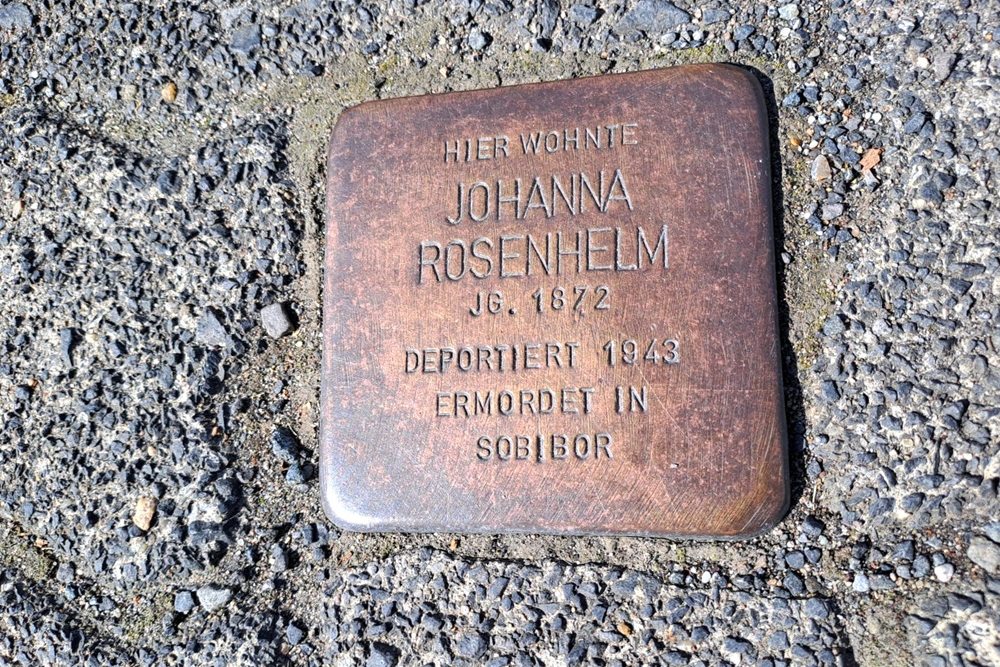 HIER WOHNTE
JOHANNA
ROSENHELM
JG. 1872
DEPORTIERT 1943
ERMORDET IN
SOBIBOR